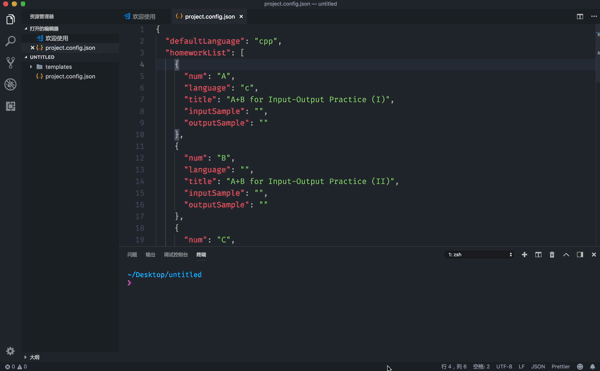 project.config.json — untitled
资源管理器
打开的编辑器
欢迎使用
× {} project.config.json
UNTITLED
templates
{} project.config.json
大纲
欢迎使用
{} project.config.json ×
1 {
2 "defaultLanguage": "cpp",
3 "homeworkList": [
4 {
5 "num": "A",
6 "language": "c",
7 "title": "A+B for Input-Output Practice (I)",
8 "inputSample": "",
9 "outputSample": ""
10 },
11 {
12 "num": "B",
13 "language": "",
14 "title": "A+B for Input-Output Practice (II)",
15 "inputSample": "",
16 "outputSample": ""
17 },
18 {
19 "num": "C",
问题 输出 调试控制台 终端
1: zsh
~/Desktop/untitled
❯
0 0
行 4，列 6 空格: 2 UTF-8 LF JSON Prettier